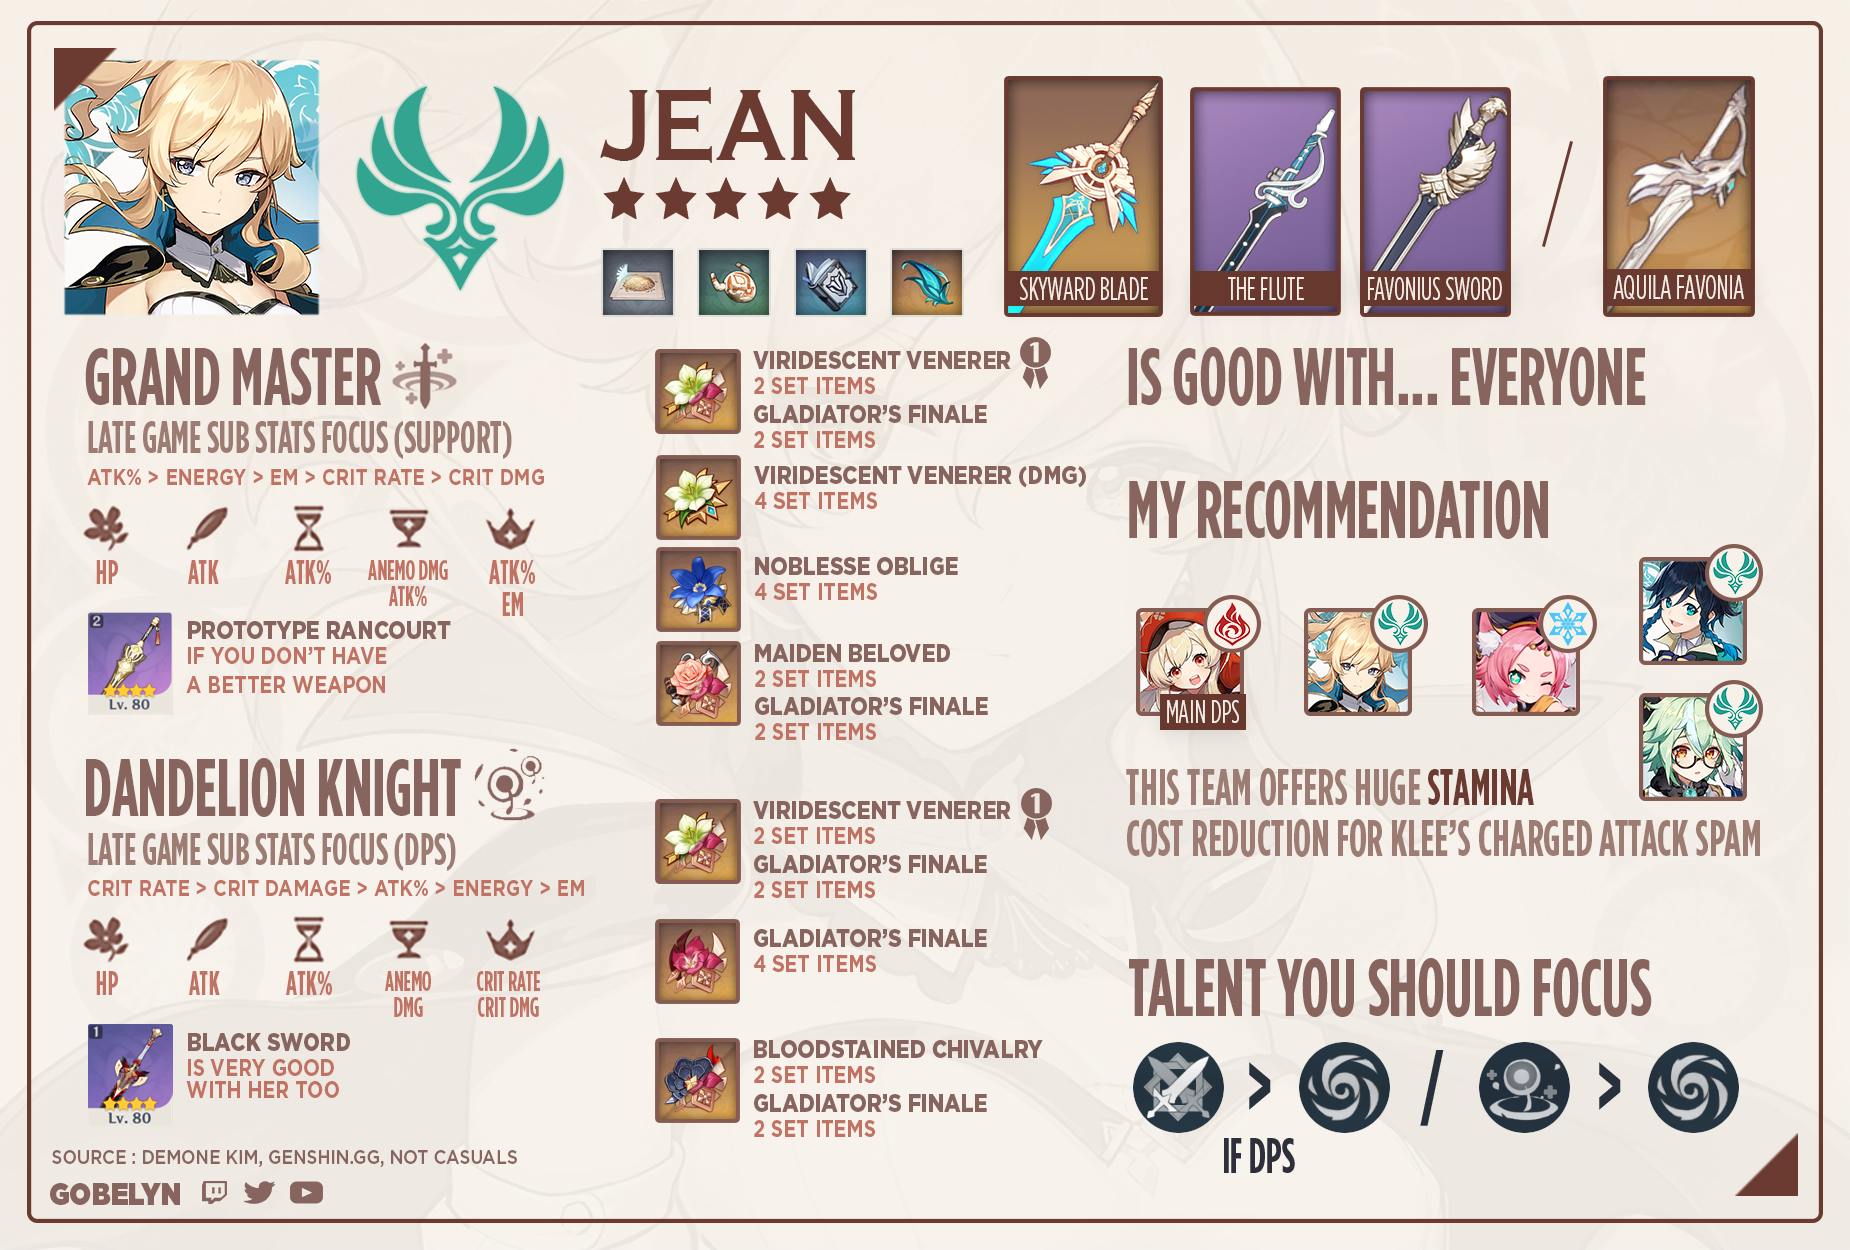 JEAN
SKYWARD BLADE
THE FLUTE
FAVONIUS SWORD
/
AQUILA FAVONIA
GRAND MASTER
LATE GAME SUB STATS FOCUS (SUPPORT)
ATK% > ENERGY > EM > CRIT RATE > CRIT DMG
HP
ATK
ATK%
ANEMO DMG
ATK%
ATK%
EM
2
Lv. 80
PROTOTYPE RANCOURT
IF YOU DON'T HAVE
A BETTER WEAPON
DANDELION KNIGHT
LATE GAME SUB STATS FOCUS (DPS)
CRIT RATE > CRIT DAMAGE > ATK% > ENERGY > EM
HP
ATK
ATK%
ANEMO
DMG
CRIT RATE
CRIT DMG
1
Lv. 80
BLACK SWORD
IS VERY GOOD
WITH HER TOO
SOURCE : DEMONE KIM, GENSHIN.GG, NOT CASUALS
GOBELYN
VIRIDESCENT VENERER
1
2 SET ITEMS
GLADIATOR'S FINALE
2 SET ITEMS
VIRIDESCENT VENERER (DMG)
4 SET ITEMS
NOBLESSE OBLIGE
4 SET ITEMS
MAIDEN BELOVED
2 SET ITEMS
GLADIATOR'S FINALE
2 SET ITEMS
VIRIDESCENT VENERER
1
2 SET ITEMS
GLADIATOR'S FINALE
2 SET ITEMS
GLADIATOR'S FINALE
4 SET ITEMS
BLOODSTAINED CHIVALRY
2 SET ITEMS
GLADIATOR'S FINALE
2 SET ITEMS
IS GOOD WITH... EVERYONE
MY RECOMMENDATION
MAIN DPS
THIS TEAM OFFERS HUGE STAMINA
COST REDUCTION FOR KLEE'S CHARGED ATTACK SPAM
TALENT YOU SHOULD FOCUS
> / >
IF DPS